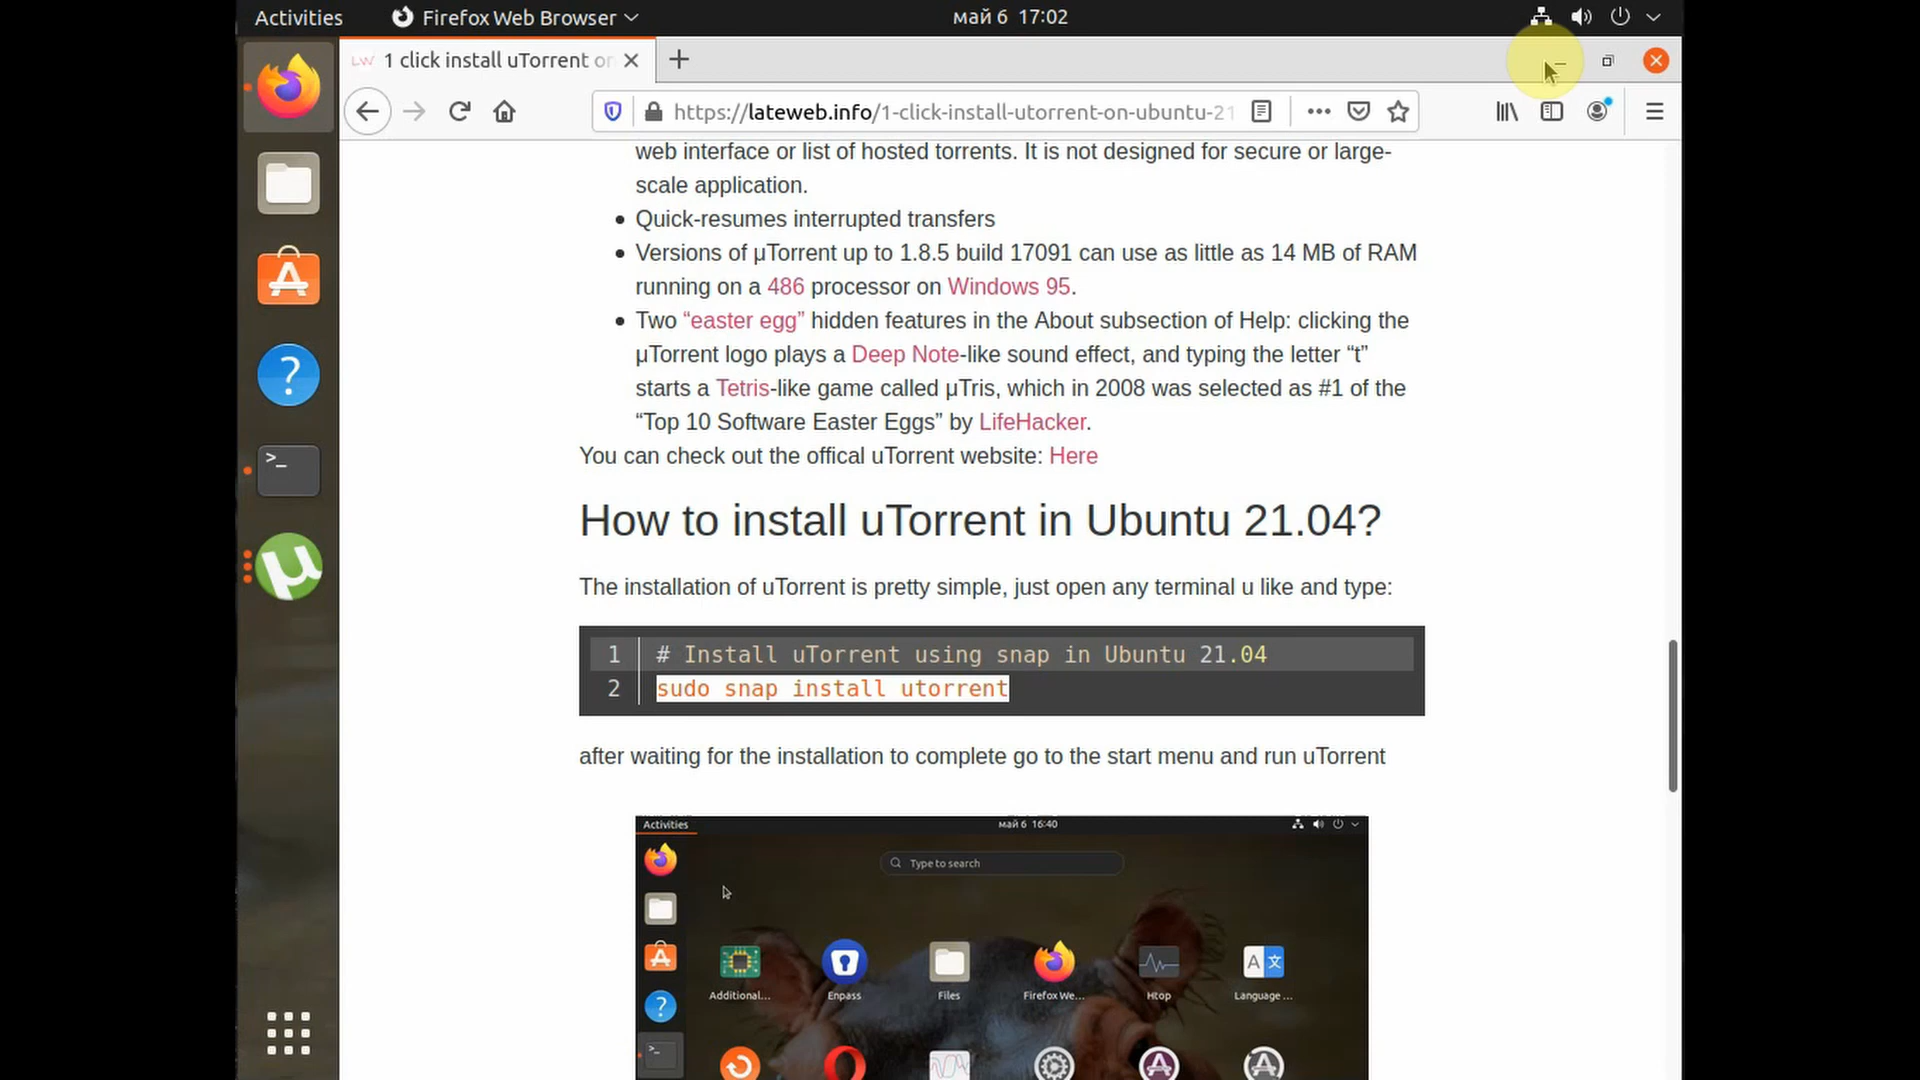 Activities
Firefox Web Browser
май 6 17:02
LW
1 click install uTorrent or
https://lateweb.info/1-click-install-utorrent-on-ubuntu-21
web interface or list of hosted torrents. It is not designed for secure or large-
scale application.
Quick-resumes interrupted transfers
Versions of μTorrent up to 1.8.5 build 17091 can use as little as 14 MB of RAM
running on a 486 processor on Windows 95.
Two “easter egg” hidden features in the About subsection of Help: clicking the
μTorrent logo plays a Deep Note-like sound effect, and typing the letter “t”
starts a Tetris-like game called μTris, which in 2008 was selected as #1 of the
“Top 10 Software Easter Eggs” by LifeHacker.
You can check out the offical uTorrent website: Here
How to install uTorrent in Ubuntu 21.04?
The installation of uTorrent is pretty simple, just open any terminal u like and type:
1 # Install uTorrent using snap in Ubuntu 21.04
2 sudo snap install utorrent
after waiting for the installation to complete go to the start menu and run uTorrent
Activities
май 6 16:40
Type to search
Additional...
Enpass
Files
Firefox We...
Htop
Language ...